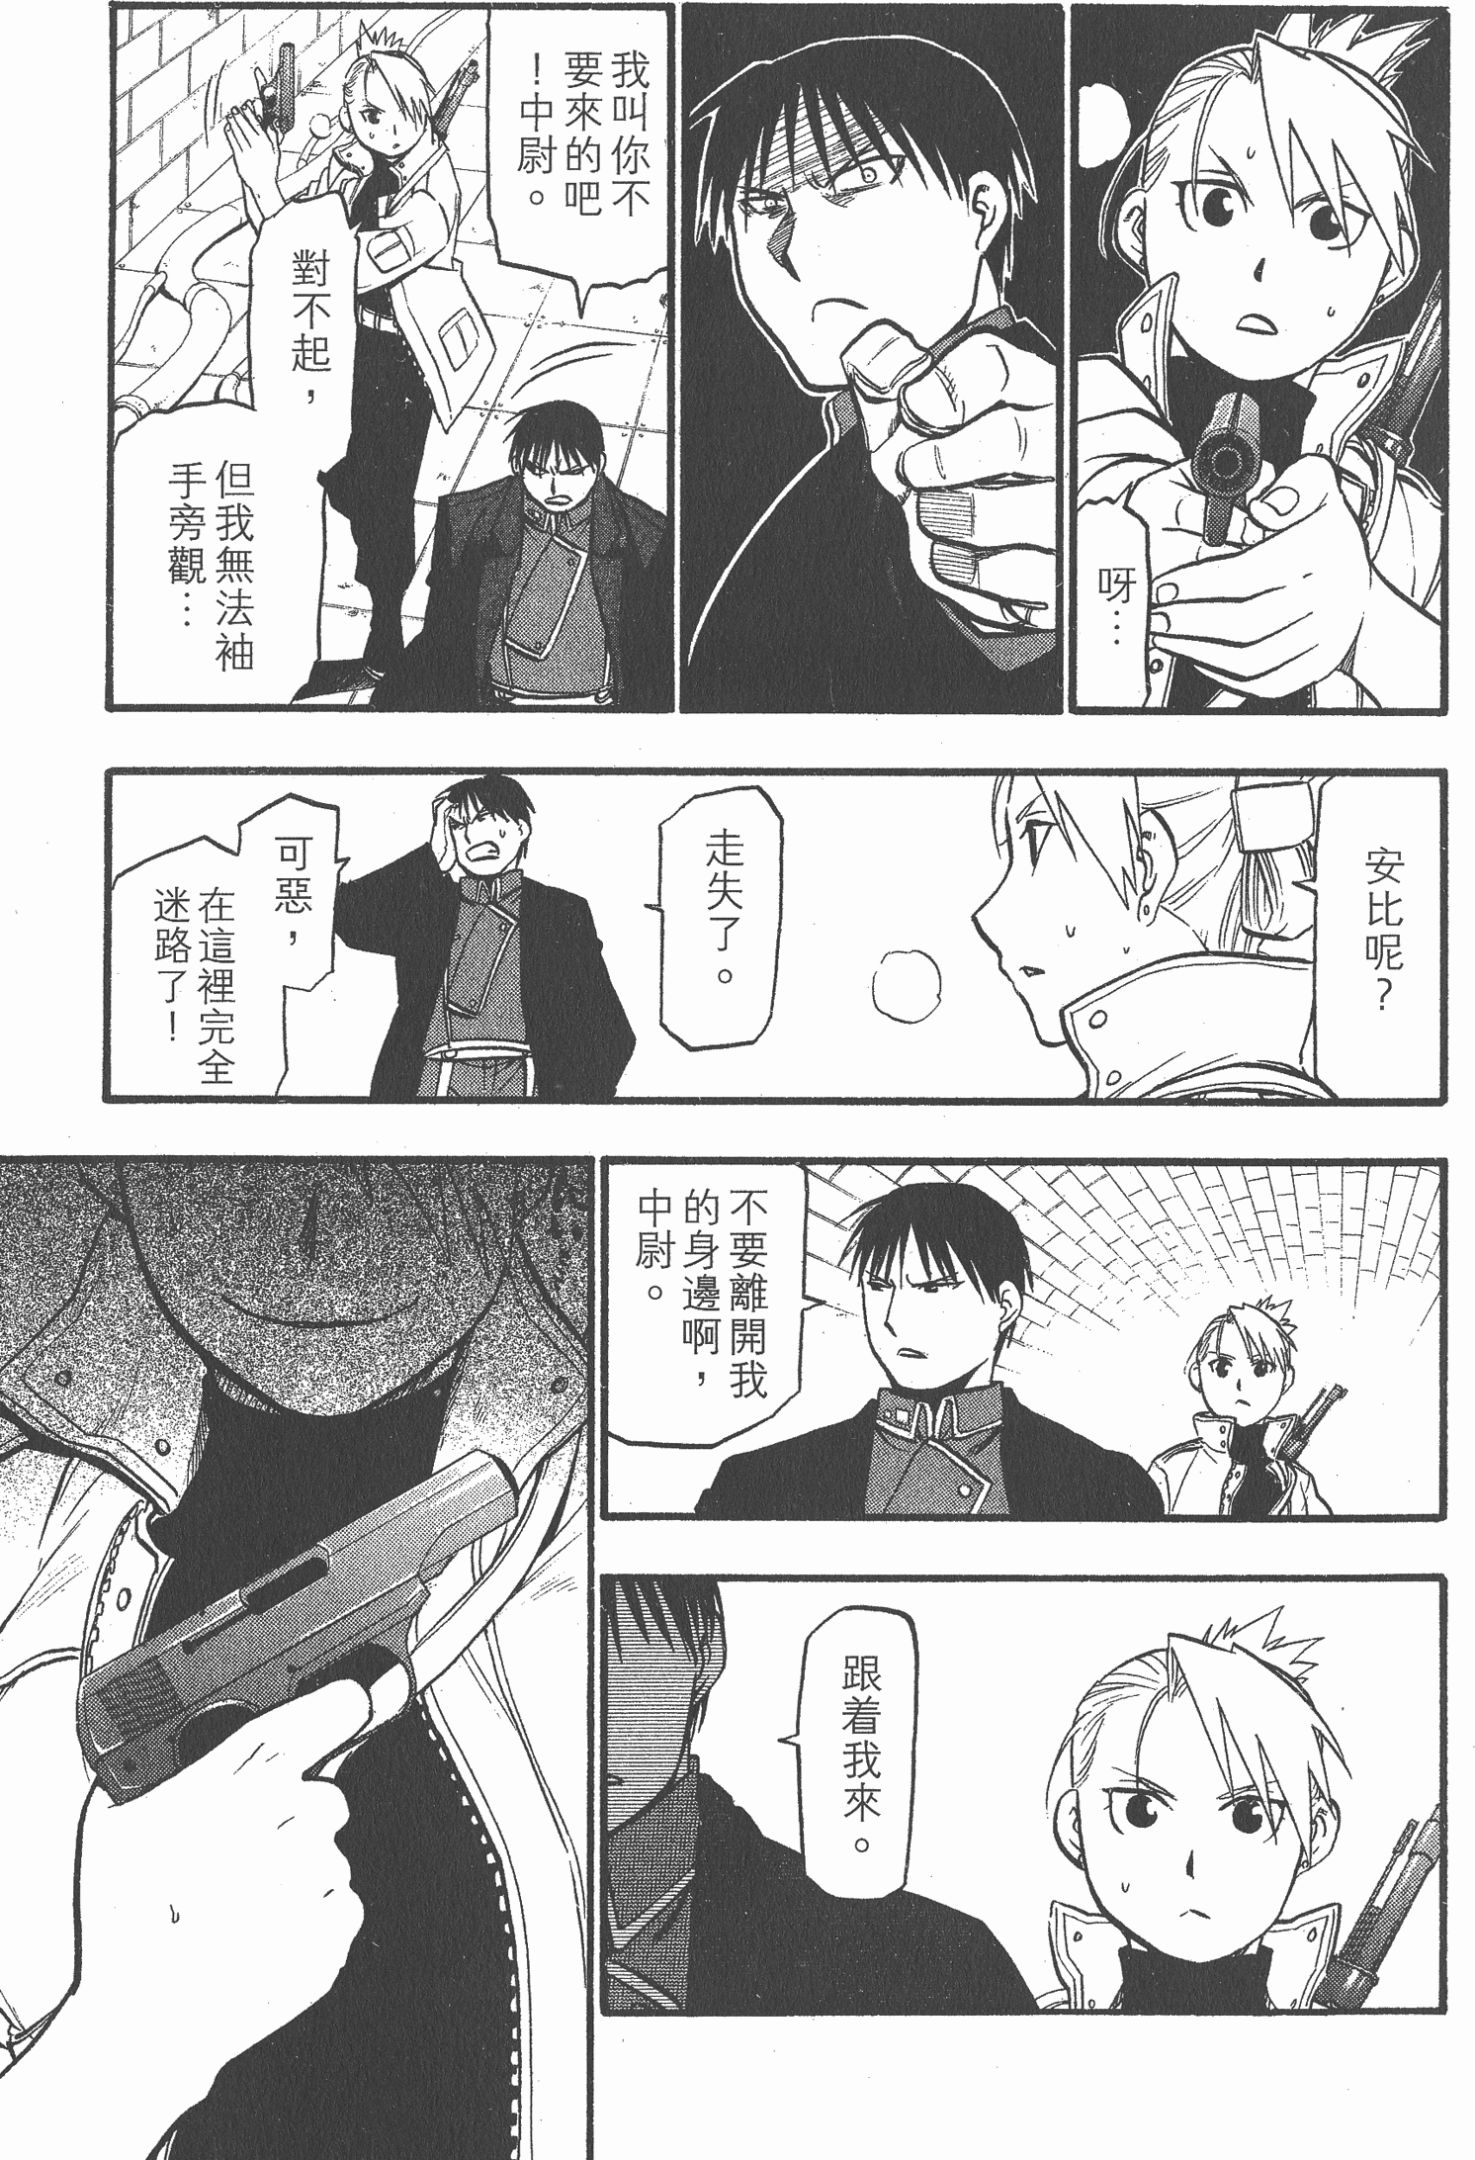 呀…
我叫你不
要來的吧
！中尉。
對不起，
但我無法袖
手旁觀…
安比呢？
走失了。
可惡，
在這裡完全
迷路了！
不要離開我
的身邊啊，
中尉。
跟着我來。